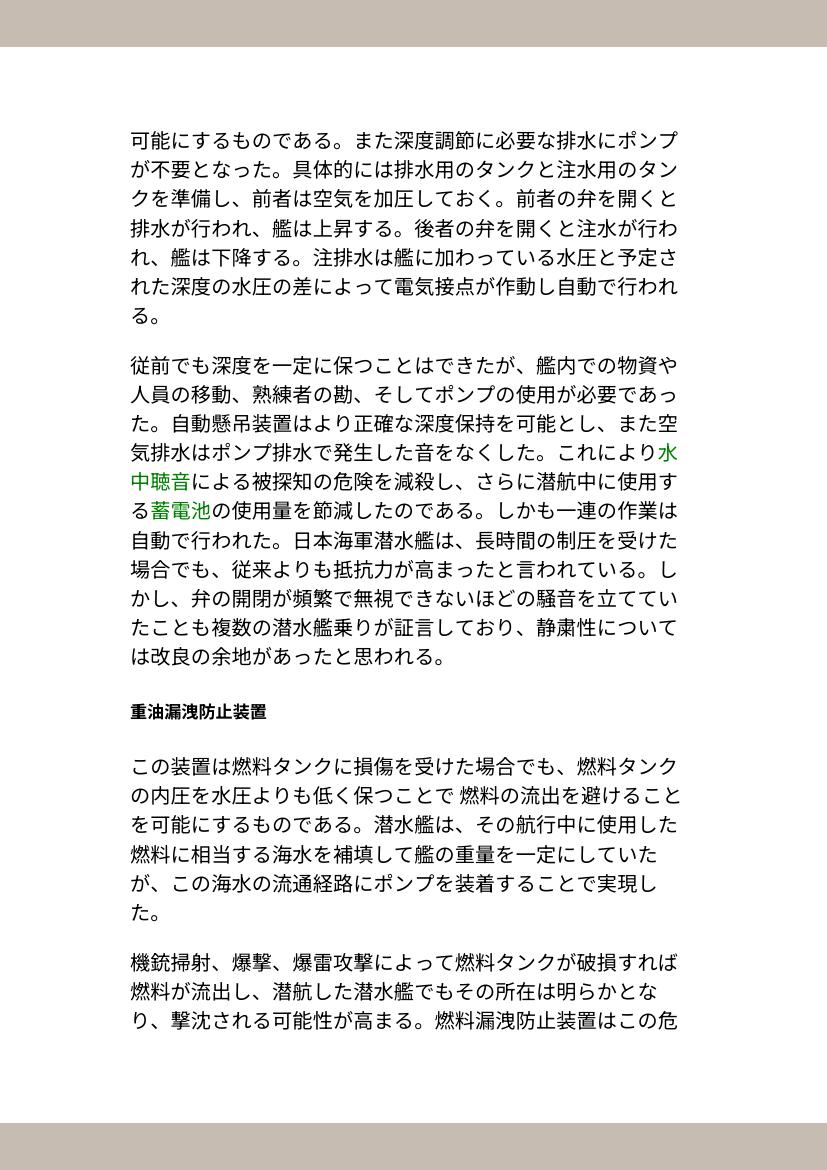 可能にするものである。また深度調節に必要な排水にポンプ
が不要となった。具体的には排水用のタンクと注水用のタン
クを準備し、前者は空気を加圧しておく。前者の弁を開くと
排水が行われ、艦は上昇する。後者の弁を開くと注水が行わ
れ、艦は下降する。注排水は艦に加わっている水圧と予定さ
れた深度の水圧の差によって電気接点が作動し自動で行われ
る。
従前でも深度を一定に保つことはできたが、艦内での物資や
人員の移動、熟練者の勘、そしてポンプの使用が必要であっ
た。自動懸吊装置はより正確な深度保持を可能とし、また空
気排水はポンプ排水で発生した音をなくした。これにより水
中聴音による被探知の危険を減殺し、さらに潜航中に使用す
る蓄電池の使用量を節減したのである。しかも一連の作業は
自動で行われた。日本海軍潜水艦は、長時間の制圧を受けた
場合でも、従来よりも抵抗力が高まったと言われている。し
かし、弁の開閉が頻繁で無視できないほどの騒音を立ててい
たことも複数の潜水艦乗りが証言しており、静粛性について
は改良の余地があったと思われる。
重油漏洩防止装置
この装置は燃料タンクに損傷を受けた場合でも、燃料タンク
の内圧を水圧よりも低く保つことで 燃料の流出を避けること
を可能にするものである。潜水艦は、その航行中に使用した
燃料に相当する海水を補填して艦の重量を一定にしていた
が、この海水の流通経路にポンプを装着することで実現し
た。
機銃掃射、爆撃、爆雷攻撃によって燃料タンクが破損すれば
燃料が流出し、潜航した潜水艦でもその所在は明らかとな
り、撃沈される可能性が高まる。燃料漏洩防止装置はこの危